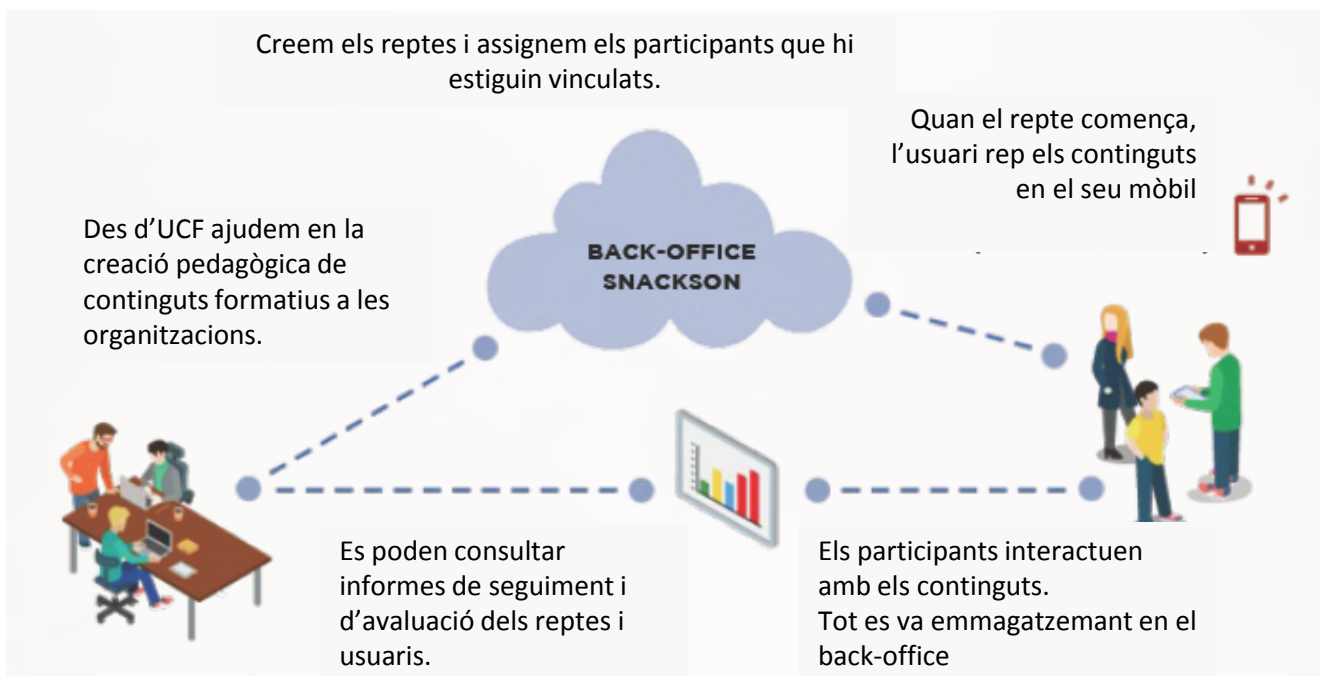 Creem els reptes i assignem els participants que hi
estiguin vinculats.
Quan el repte comença,
l’usuari rep els continguts
en el seu mòbil
Des d’UCF ajudem en la
creació pedagògica de
continguts formatius a les
organitzacions.
BACK-OFFICE
SNACKSON
Es poden consultar
informes de seguiment i
d’avaluació dels reptes i
usuaris.
Els participants interactuen
amb els continguts.
Tot es va emmagatzemant en el
back-office